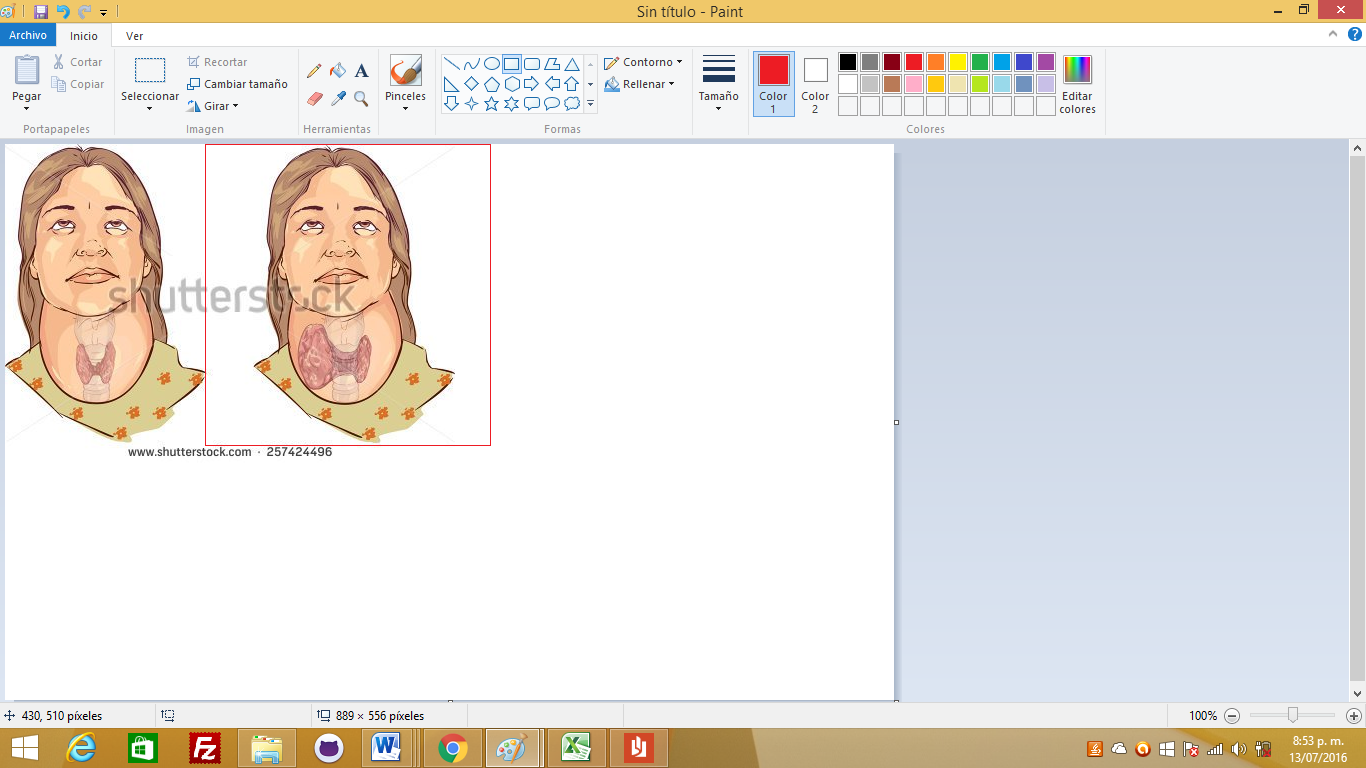 Sin título - Paint
Archivo
Inicio
Ver
Pegar
Cortar
Copiar
Portapapeles
Seleccionar
Recortar
Cambiar tamaño
Girar
Imagen
A
Herramientas
Pinceles
Contorno
Rellenar
Formas
Tamaño
Color
1
Color
2
Editar
colores
Colores
shutterstock
www.shutterstock.com · 257424496
430, 510 píxeles
889 × 556 píxeles
100%
8:53 p. m.
13/07/2016